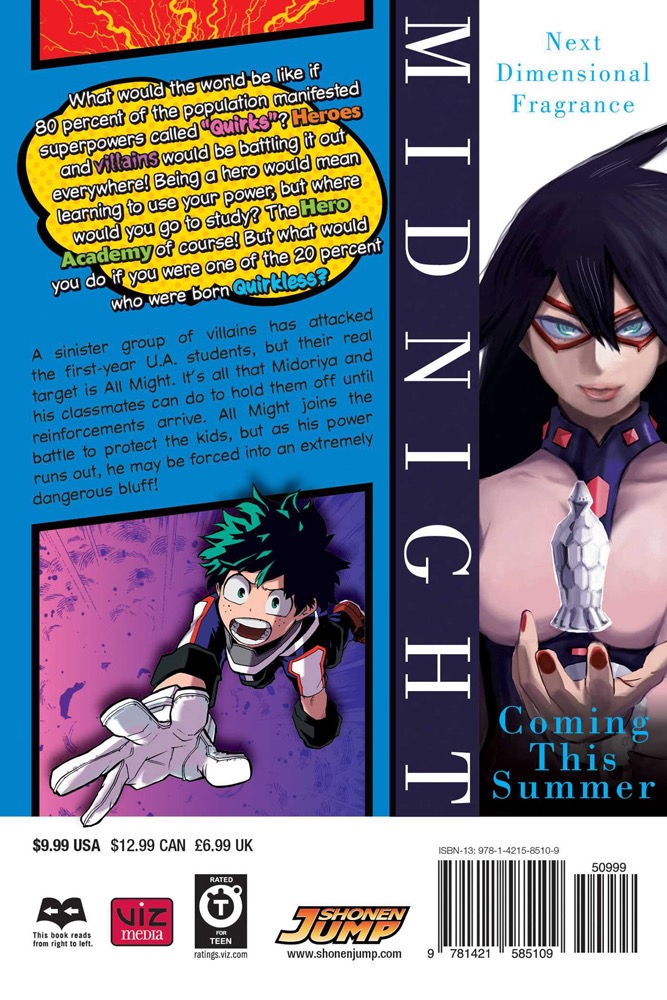 What would the world be like if
80 percent of the population manifested
superpowers called "Quirks"? Heroes
and villains would be battling it out
everywhere! Being a hero would mean
learning to use your power, but where
would you go to study? The Hero
Academy of course! But what would
you do if you were one of the 20 percent
who were born Quirkless?
A sinister group of villains has attacked
the first-year U.A. students, but their real
target is All Might. It's all that Midoriya and
his classmates can do to hold them off until
reinforcements arrive. All Might joins the
battle to protect the kids, but as his power
runs out, he may be forced into an extremely
dangerous bluff!
MIDNIGHT
Next
Dimensional
Fragrance
Coming
This
Summer
$9.99 USA $12.99 CAN £6.99 UK
This book reads
from right to left.
VIZ
MEDIA
RATED
T
FOR
TEEN
ratings.viz.com
SHONEN
JUMP
www.shonenjump.com
ISBN-13: 978-1-4215-8510-9
50999
9 781421 585109